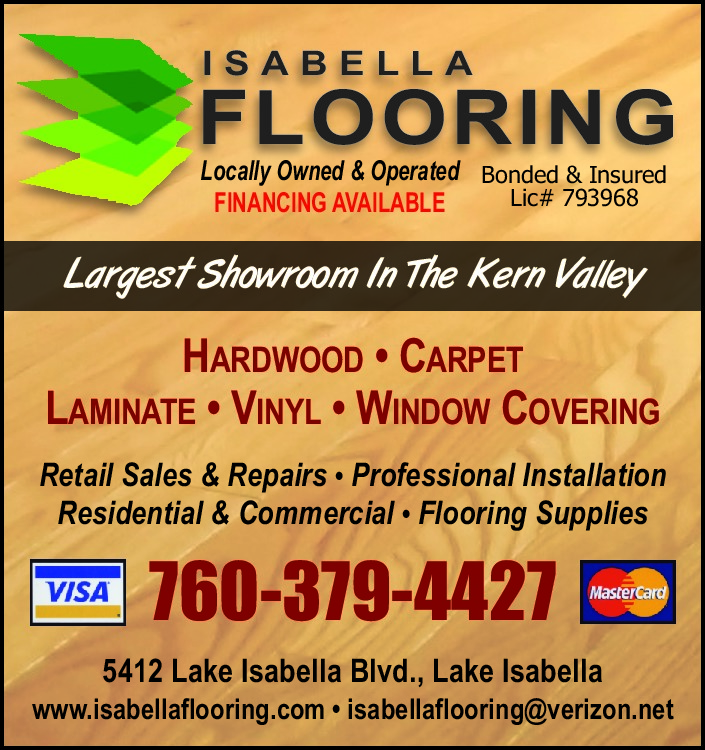 ISABELLA
FLOORING
Locally Owned & Operated
FINANCING AVAILABLE
Bonded & Insured
Lic# 793968
Largest Showroom In The Kern Valley
HARDWOOD • CARPET
LAMINATE • VINYL • WINDOW COVERING
Retail Sales & Repairs • Professional Installation
Residential & Commercial • Flooring Supplies
VISA 760-379-4427 MasterCard
5412 Lake Isabella Blvd., Lake Isabella
www.isabellaflooring.com • isabellaflooring@verizon.net